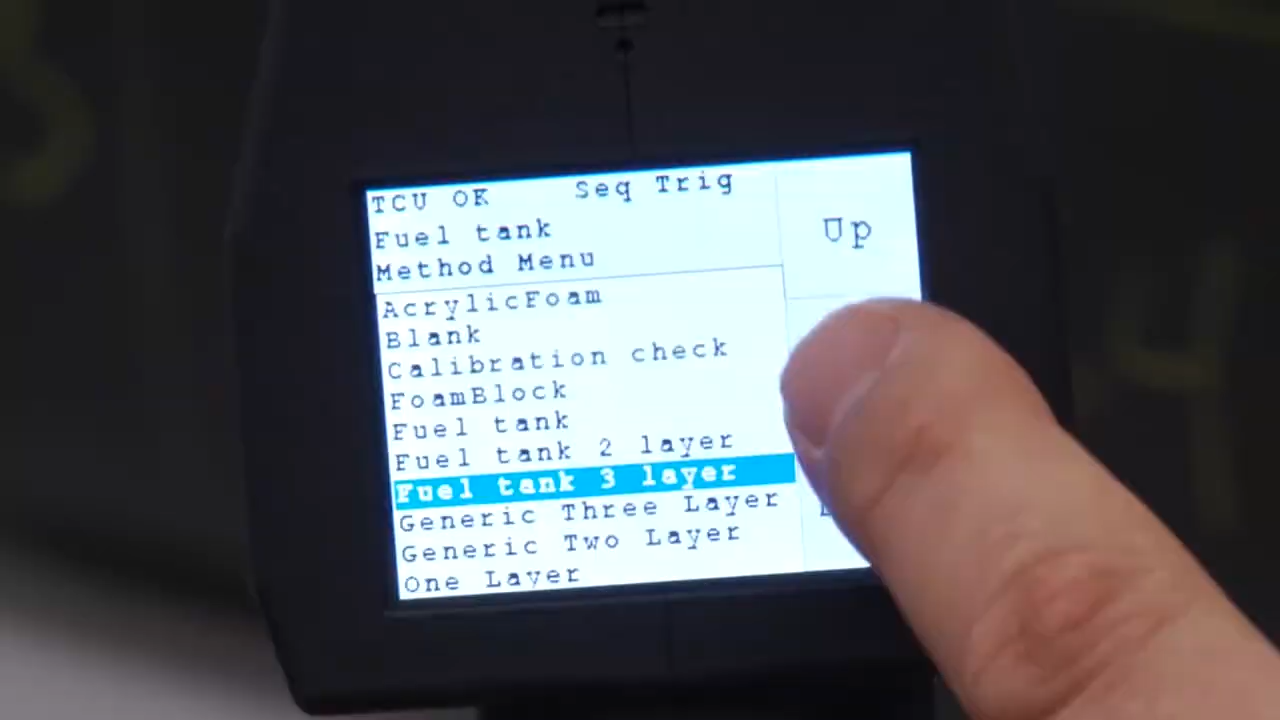 TCU OK Seq Trig
Fuel tank
Method Menu
Up
AcrylicFoam
Blank
Calibration check
FoamBlock
Fuel tank
Fuel tank 2 layer
Fuel tank 3 layer
Generic Three Layer
Generic Two Layer
One Layer